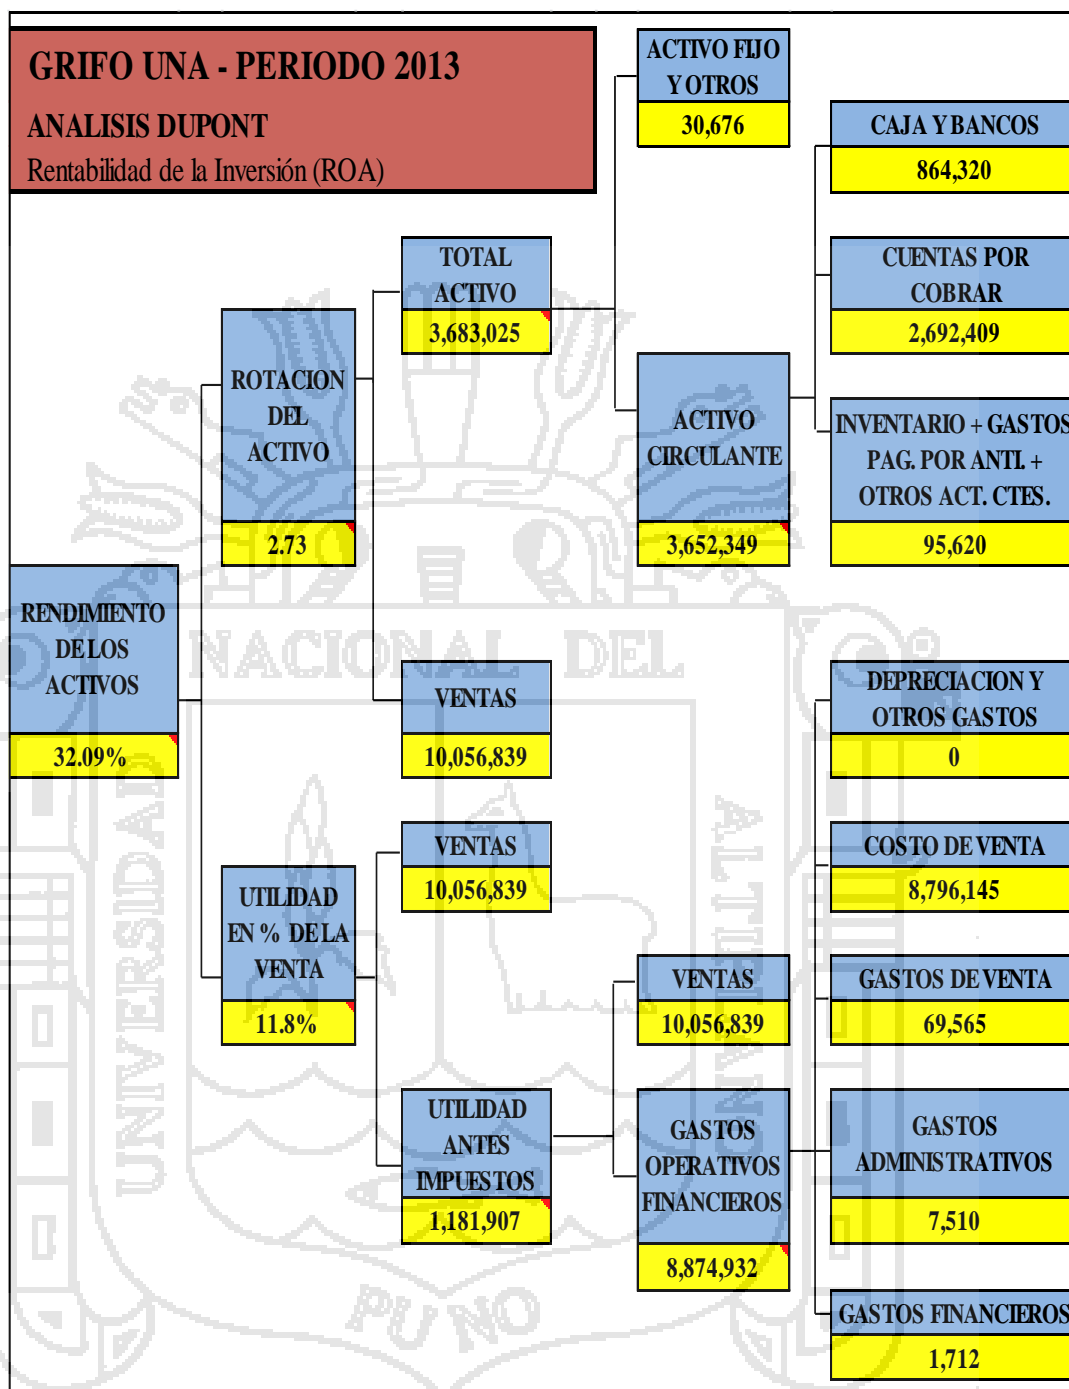 GRIFO UNA - PERIODO 2013
ANALISIS DUPONT
Rentabilidad de la Inversión (ROA)
ACTIVO FIJO
Y OTROS
30,676
CAJA Y BANCOS
864,320
TOTAL
ACTIVO
3,683,025
CUENTAS POR
COBRAR
2,692,409
ROTACION
DEL
ACTIVO
2.73
ACTIVO
CIRCULANTE
3,652,349
INVENTARIO + GASTOS
PAG. POR ANTI. +
OTROS ACT. CTES.
95,620
RENDIMIENTO
DE LOS
ACTIVOS
32.09%
VENTAS
10,056,839
DEPRECIACION Y
OTROS GASTOS
0
VENTAS
10,056,839
COSTO DE VENTA
8,796,145
UTILIDAD
EN % DE LA
VENTA
11.8%
VENTAS
10,056,839
GASTOS DE VENTA
69,565
UTILIDAD
ANTES
IMPUESTOS
1,181,907
GASTOS
OPERATIVOS
FINANCIEROS
8,874,932
GASTOS
ADMINISTRATIVOS
7,510
GASTOS FINANCIEROS
1,712
UNIVERSIDAD
NACIONAL DEL
ALTIPLANO
PUNO